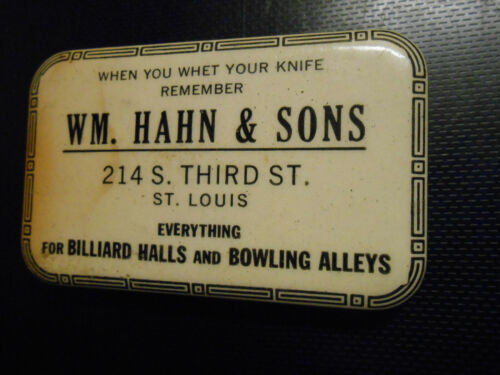 WHEN YOU WHET YOUR KNIFE
REMEMBER
WM. HAHN & SONS
214 S. THIRD ST.
ST. LOUIS
EVERYTHING
FOR BILLIARD HALLS AND BOWLING ALLEYS